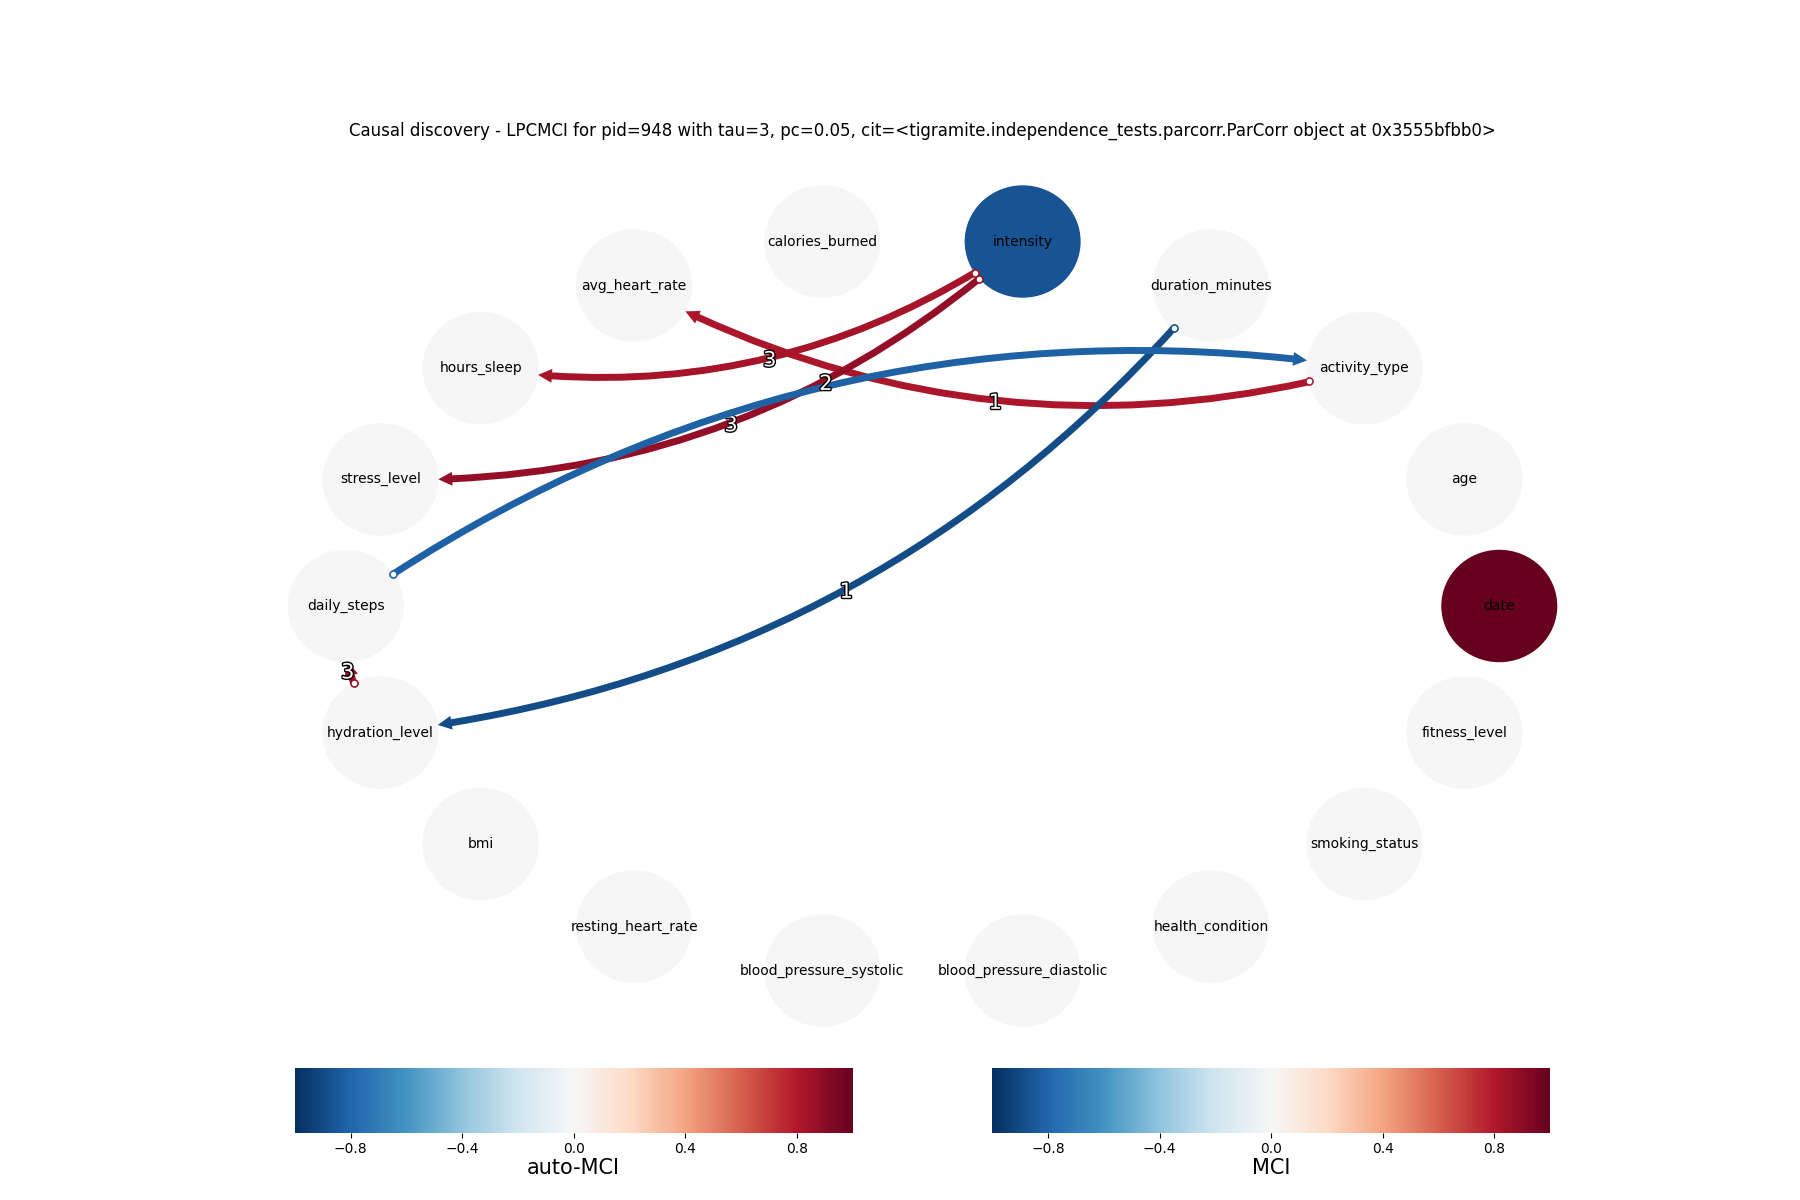 Causal discovery - LPCMCI for pid=948 with tau=3, pc=0.05, cit=<tigramite.independence_tests.parcorr.ParCorr object at 0x3555bfbb0>
calories_burned
intensity
avg_heart_rate
duration_minutes
hours_sleep
3
activity_type
2
1
3
stress_level
age
1
daily_steps
date
3
hydration_level
fitness_level
bmi
smoking_status
resting_heart_rate
health_condition
blood_pressure_systolic
blood_pressure_diastolic
−0.8 −0.4 0.0 0.4 0.8
auto-MCI
−0.8 −0.4 0.0 0.4 0.8
MCI